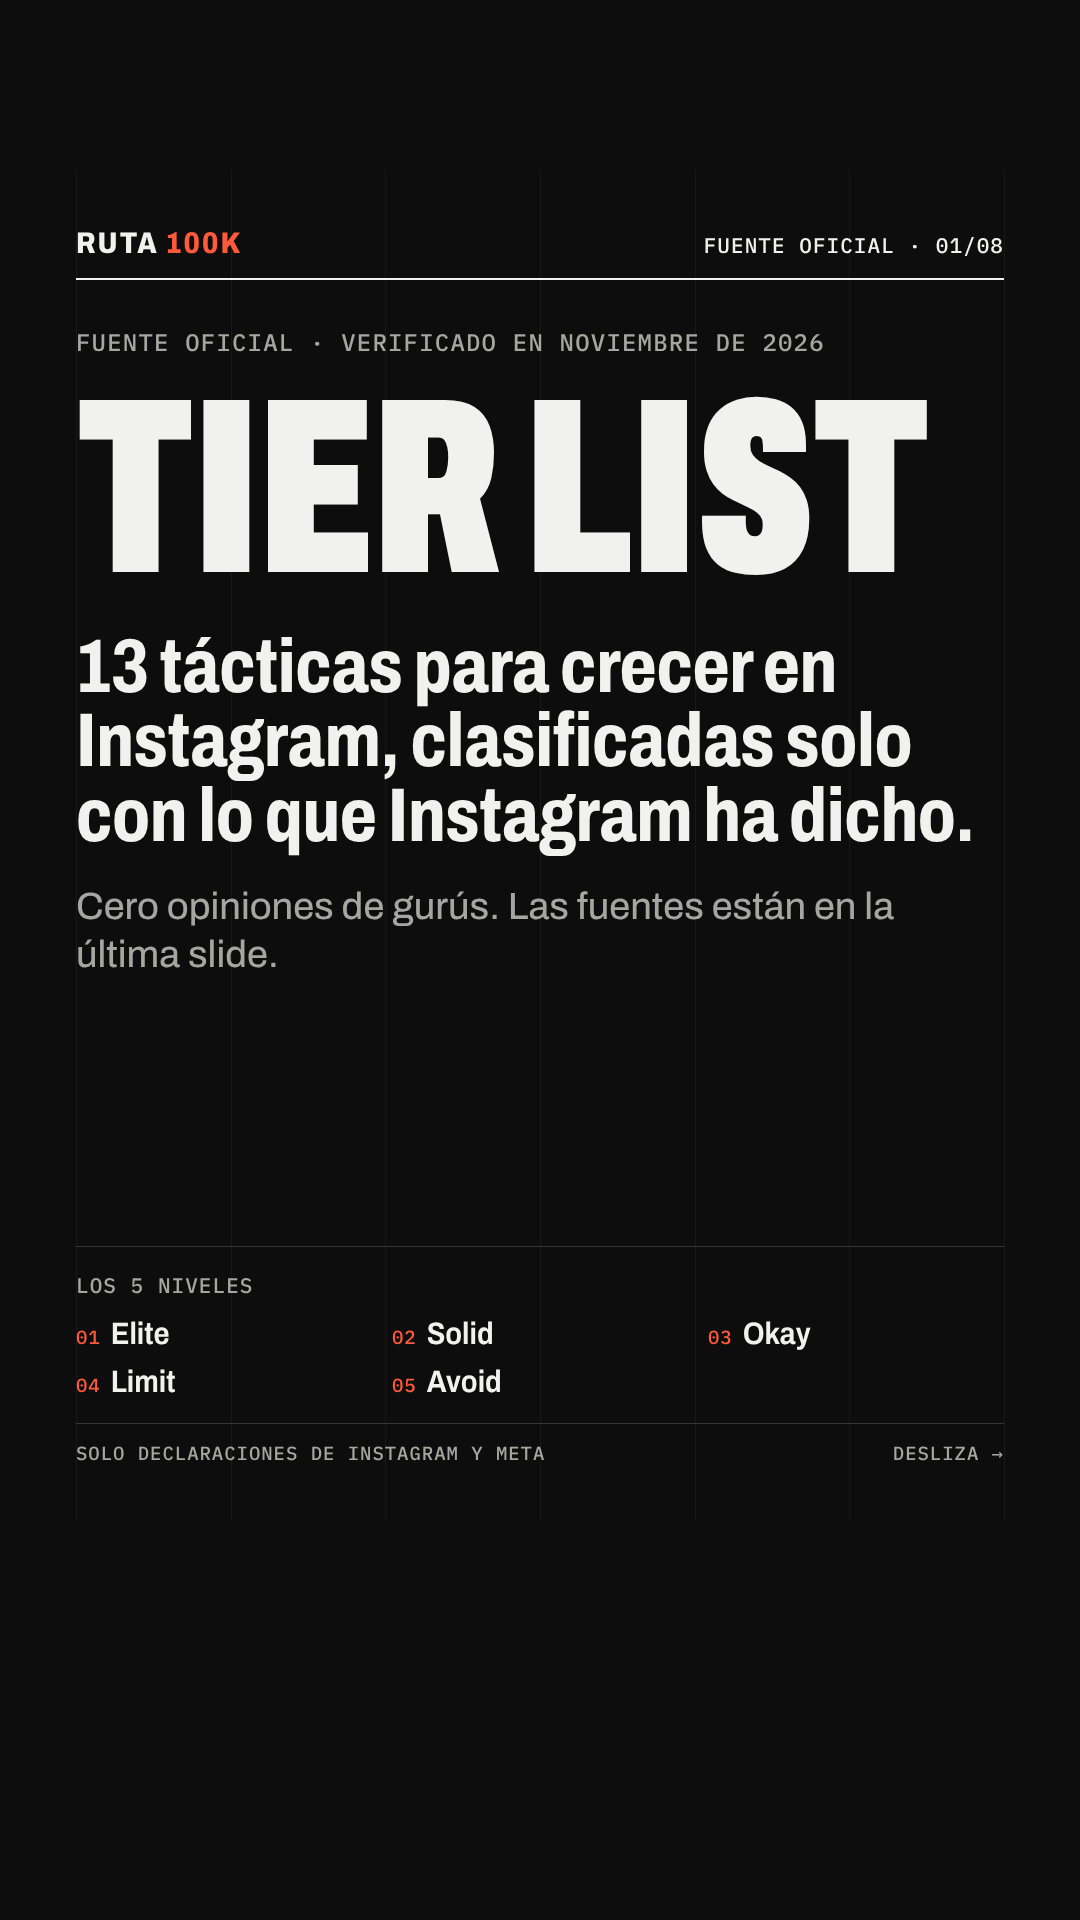 RUTA 100K
FUENTE OFICIAL · 01/08
FUENTE OFICIAL · VERIFICADO EN NOVIEMBRE DE 2026
TIER LIST
13 tácticas para crecer en
Instagram, clasificadas solo
con lo que Instagram ha dicho.
Cero opiniones de gurús. Las fuentes están en la
última slide.
LOS 5 NIVELES
01 Elite
02 Solid
03 Okay
04 Limit
05 Avoid
SOLO DECLARACIONES DE INSTAGRAM Y META
DESLIZA →